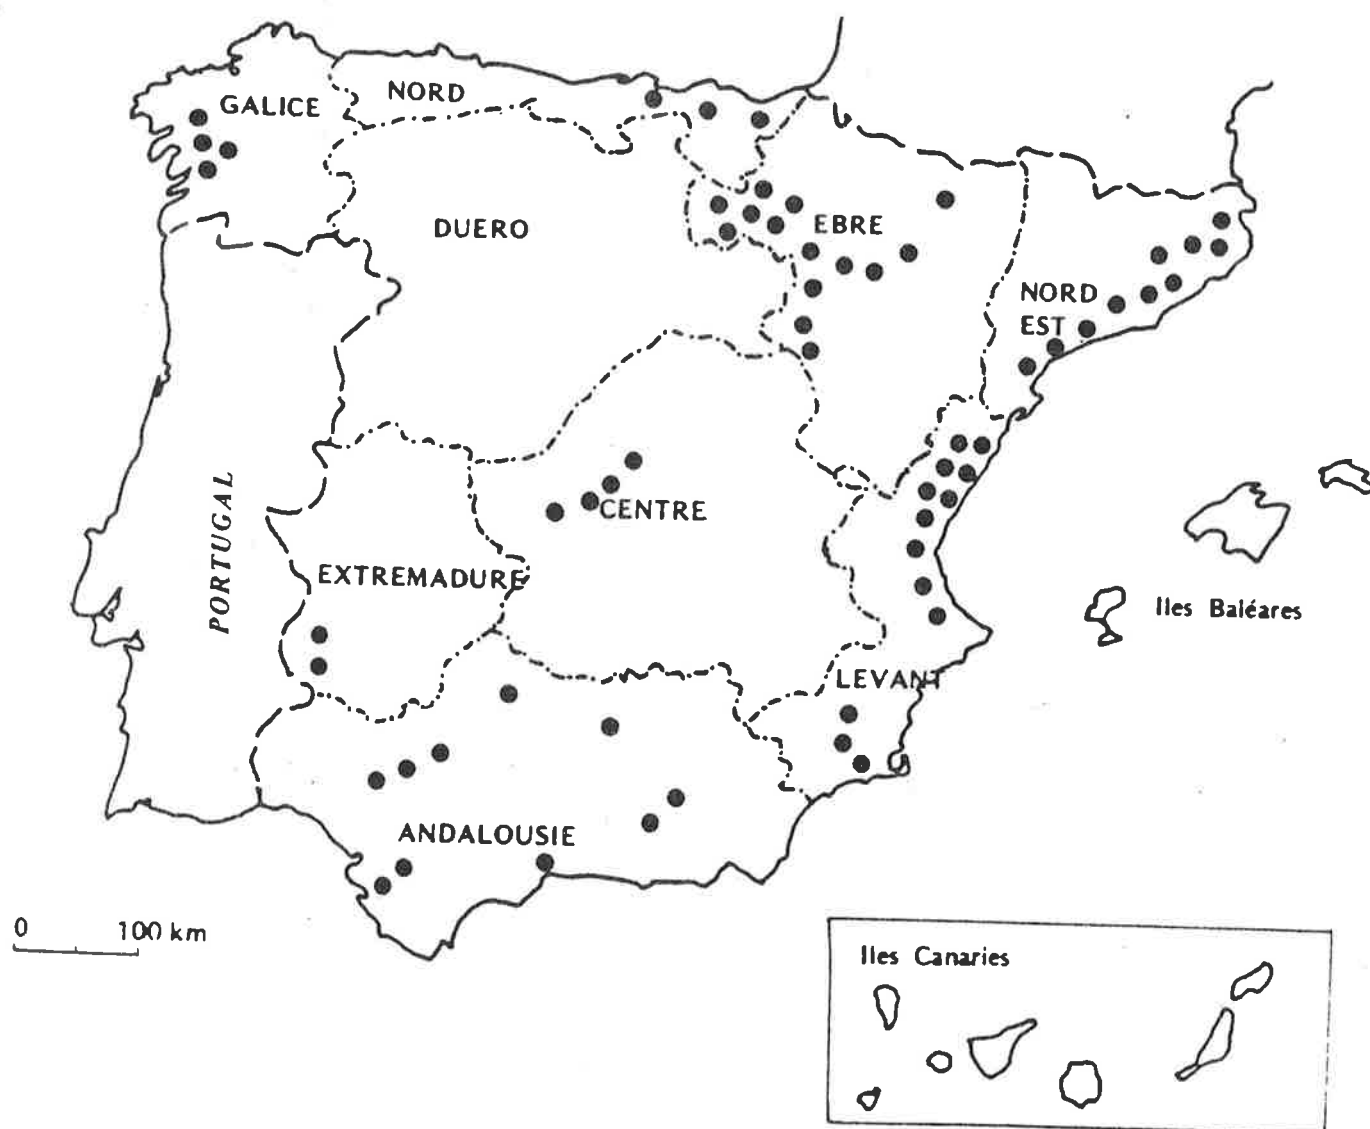 GALICE
NORD
DUERO
EBRE
NORD
EST
PORTUGAL
CENTRE
EXTREMADURE
Iles Baléares
LEVANT
ANDALOUSIE
0 100 km
Iles Canaries